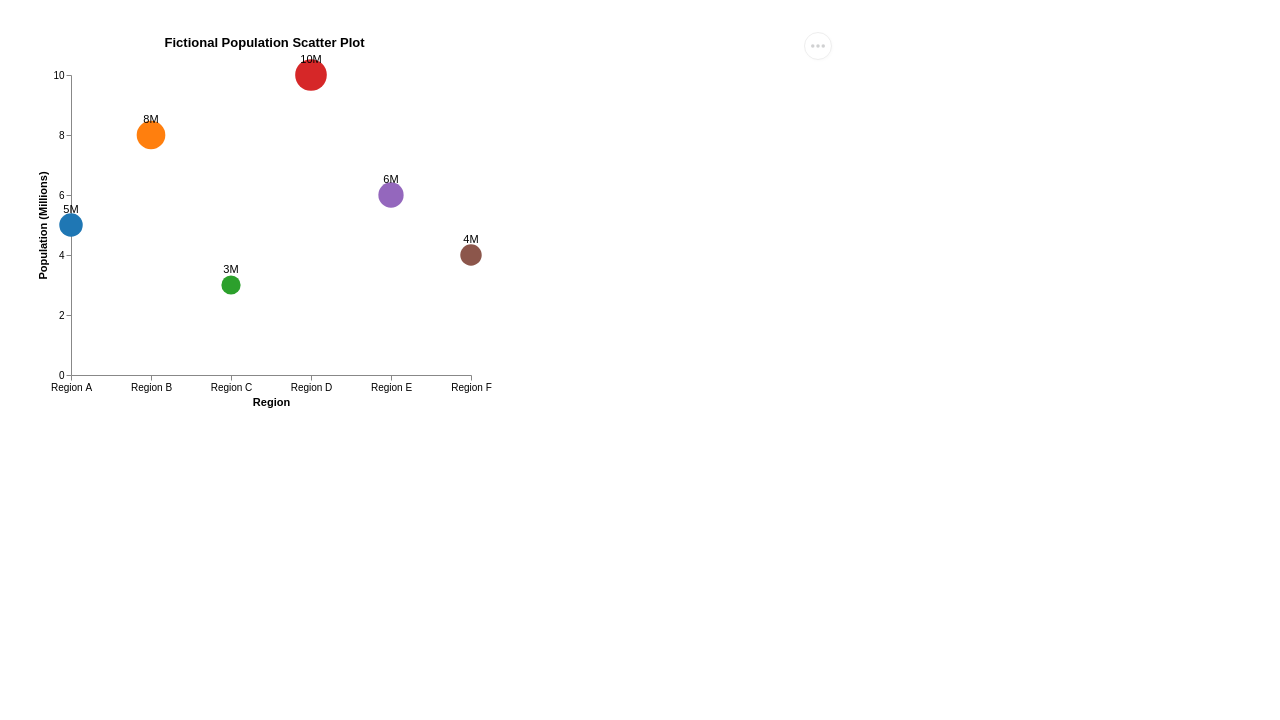 Fictional Population Scatter Plot
10M
10
8M
8
Population (Millions)
6M
6
5M
4M
4
3M
2
0
Region A Region B Region C Region D Region E Region F
Region